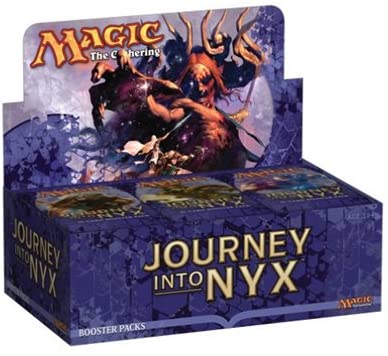 MAGIC
The Gathering
JOURNEY
INTO NYX
BOOSTER PACKS
MAGIC